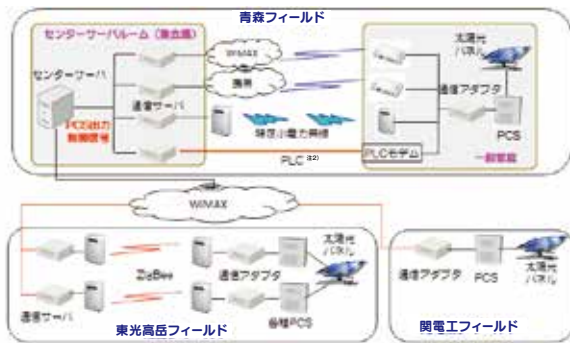 青森フィールド
センターサーバルーム（集合局）
センターサーバ
PCS出力
制御信号
通信サーバ
WiMAX
携帯
特定小電力無線
PLC 注2)
PLCモデム
太陽光
パネル
通信アダプタ
PCS
一般家庭
WiMAX
ZigBee
通信アダプタ
太陽光
パネル
通信サーバ
各種PCS
東光高岳フィールド
通信アダプタ
PCS
太陽光
パネル
関電工フィールド